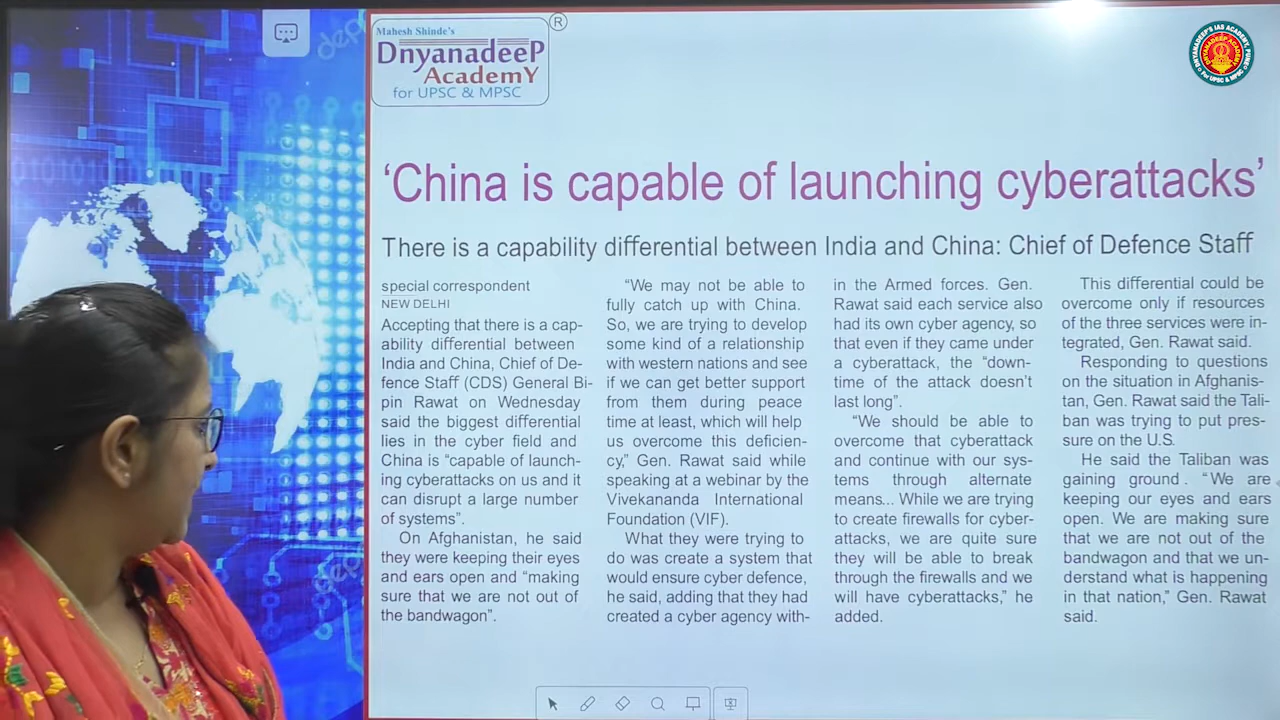 Mahesh Shinde's
DnyanadeeP
AcademY
for UPSC & MPSC
®
DNYANADEEP'S IAS ACADEMY, PUNE
For UPSC & MPSC
'China is capable of launching cyberattacks'
There is a capability differential between India and China: Chief of Defence Staff
special correspondent
NEW DELHI
Accepting that there is a cap-
ability differential between
India and China, Chief of De-
fence Staff (CDS) General Bi-
pin Rawat on Wednesday
said the biggest differential
lies in the cyber field and
China is “capable of launch-
ing cyberattacks on us and it
can disrupt a large number
of systems”.
On Afghanistan, he said
they were keeping their eyes
and ears open and “making
sure that we are not out of
the bandwagon”.
“We may not be able to
fully catch up with China.
So, we are trying to develop
some kind of a relationship
with western nations and see
if we can get better support
from them during peace
time at least, which will help
us overcome this deficien-
cy,” Gen. Rawat said while
speaking at a webinar by the
Vivekananda International
Foundation (VIF).
What they were trying to
do was create a system that
would ensure cyber defence,
he said, adding that they had
created a cyber agency with-
in the Armed forces. Gen.
Rawat said each service also
had its own cyber agency, so
that even if they came under
a cyberattack, the “down-
time of the attack doesn’t
last long”.
“We should be able to
overcome that cyberattack
and continue with our sys-
tems through alternate
means... While we are trying
to create firewalls for cyber-
attacks, we are quite sure
they will be able to break
through the firewalls and we
will have cyberattacks,” he
added.
This differential could be
overcome only if resources
of the three services were in-
tegrated, Gen. Rawat said.
Responding to questions
on the situation in Afghanis-
tan, Gen. Rawat said the Tali-
ban was trying to put pres-
sure on the U.S.
He said the Taliban was
gaining ground . “We are
keeping our eyes and ears
open. We are making sure
that we are not out of the
bandwagon and that we un-
derstand what is happening
in that nation,” Gen. Rawat
said.